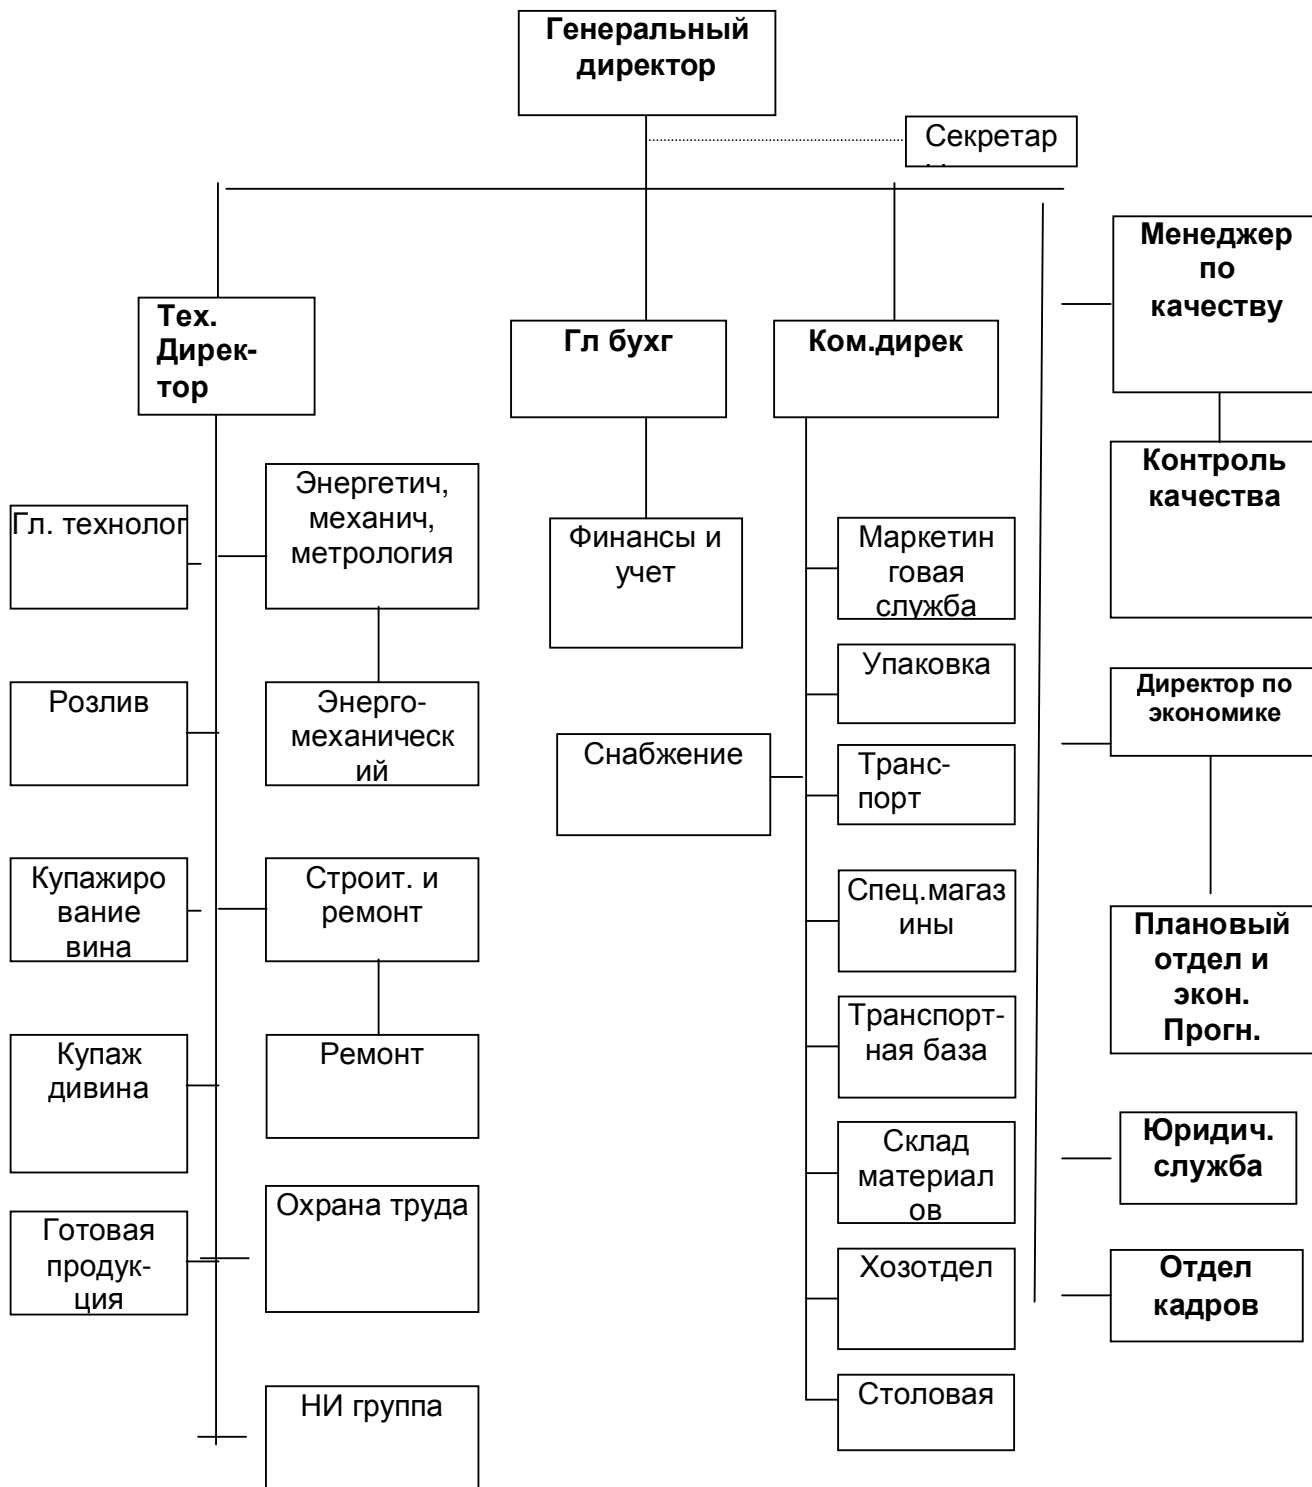 Генеральный
директор
Секретар
Менеджер
по
качеству
Тех.
Дирек-
тор
Гл бухг
Ком.дирек
Контроль
качества
Гл. технолог
Энергетич,
механич,
метрология
Финансы и
учет
Маркетин
говая
служба
Розлив
Энерго-
механическ
ий
Упаковка
Директор по
экономике
Снабжение
Транс-
порт
Купажиро
вание
вина
Строит. и
ремонт
Спец.магаз
ины
Плановый
отдел и
экон.
Прогн.
Купаж
дивина
Ремонт
Транспорт-
ная база
Склад
материал
ов
Юридич.
служба
Готовая
продук-
ция
Охрана труда
Хозотдел
Отдел
кадров
НИ группа
Столовая